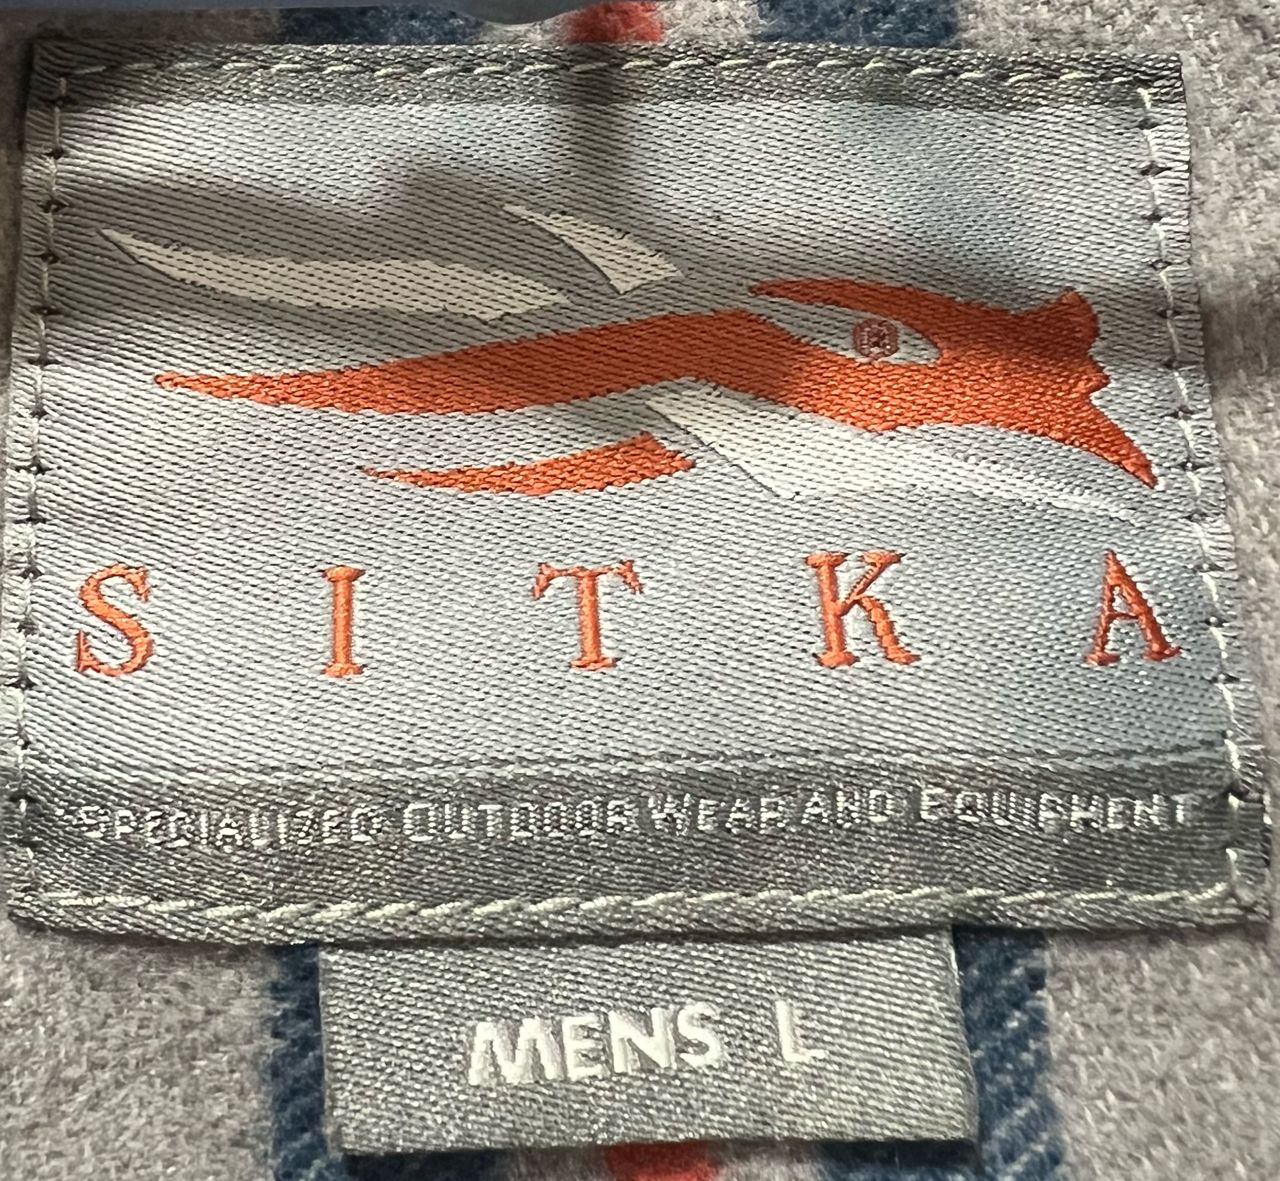 SITKA
SPECIALIZED OUTDOOR WEAR AND EQUIPMENT
MENS L